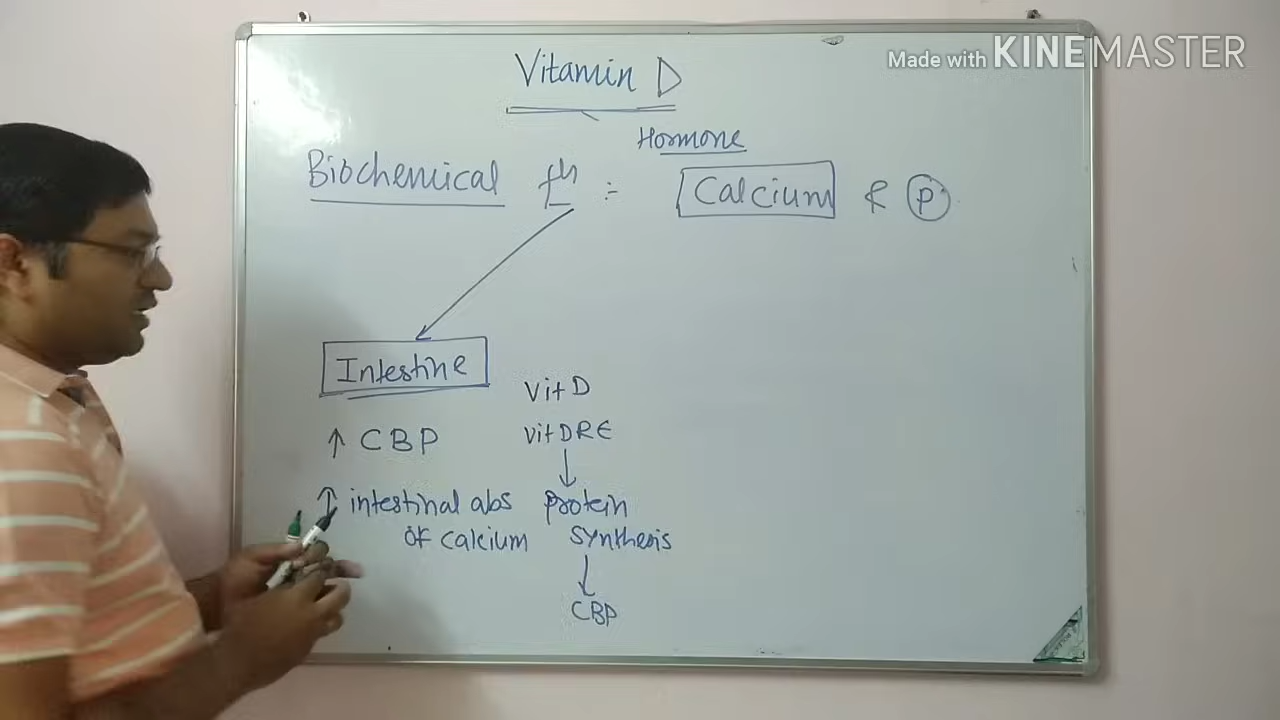 Made with KINEMASTER
Vitamin D
Hormone
Biochemical fn :- Calcium & P
Intestine
Vit D
↑ CBP
Vit DRE
↓
↑ intestinal abs of calcium
protein synthesis
↓
CBP